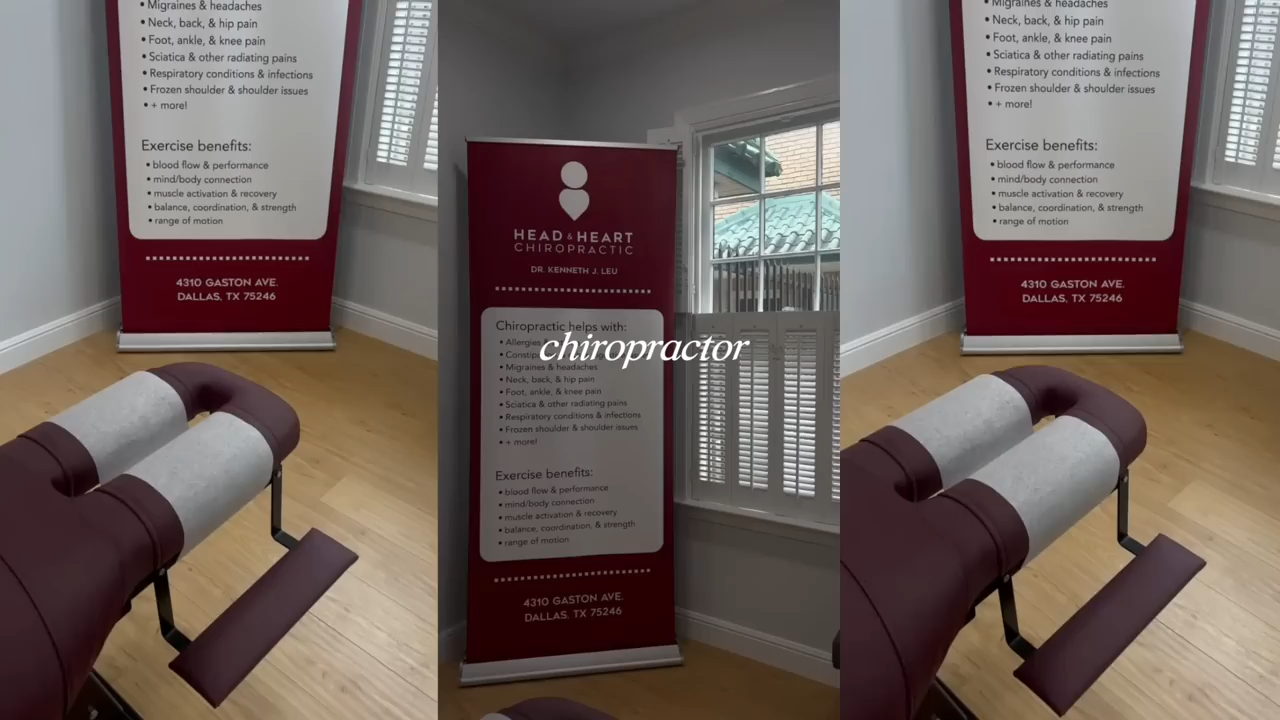 • Migraines & headaches
• Neck, back, & hip pain
• Foot, ankle, & knee pain
• Sciatica & other radiating pains
• Respiratory conditions & infections
• Frozen shoulder & shoulder issues
• + more!
Exercise benefits:
• blood flow & performance
• mind/body connection
• muscle activation & recovery
• balance, coordination, & strength
• range of motion
4310 GASTON AVE.
DALLAS, TX 75246
HEAD & HEART
CHIROPRACTIC
DR. KENNETH J. LEU
Chiropractic helps with:
• Allergies
chiropractor
• Migraines & headaches
• Neck, back, & hip pain
• Foot, ankle, & knee pain
• Sciatica & other radiating pains
• Respiratory conditions & infections
• Frozen shoulder & shoulder issues
• + more!
Exercise benefits:
• blood flow & performance
• mind/body connection
• muscle activation & recovery
• balance, coordination, & strength
• range of motion
4310 GASTON AVE.
DALLAS, TX 75246
• Migraines & headaches
• Neck, back, & hip pain
• Foot, ankle, & knee pain
• Sciatica & other radiating pains
• Respiratory conditions & infections
• Frozen shoulder & shoulder issues
• + more!
Exercise benefits:
• blood flow & performance
• mind/body connection
• muscle activation & recovery
• balance, coordination, & strength
• range of motion
4310 GASTON AVE.
DALLAS, TX 75246